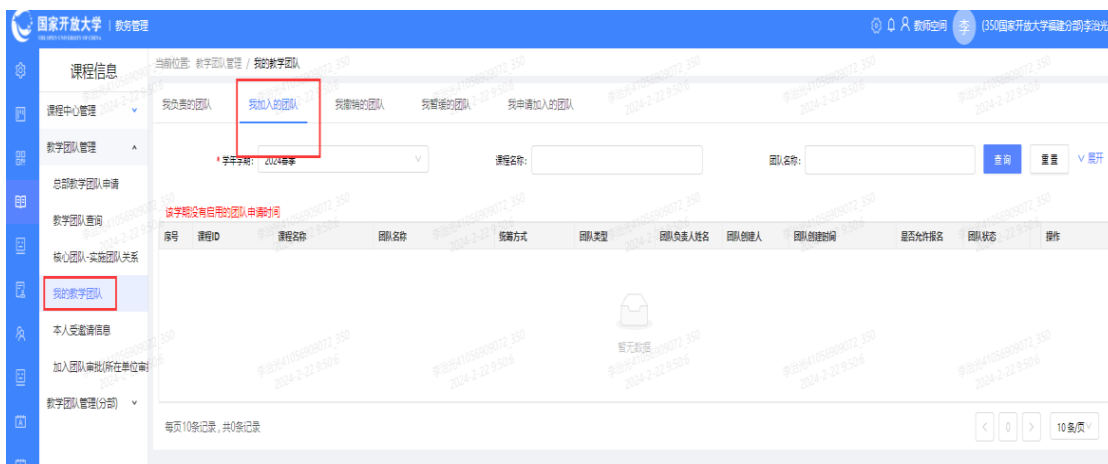 国家开放大学 | 教务管理
THE OPEN UNIVERSITY OF CHINA
教师空间 李 (350国家开放大学福建分部)李治光
课程信息
课程中心管理
教学团队管理
总部教学团队申请
教学团队查询
核心团队-实施团队关系
我的教学团队
本人受邀请信息
加入团队审批(所在单位审批
教学团队管理(分部)
当前位置: 教学团队管理 / 我的教学团队
我负责的团队 我加入的团队 我撤销的团队 我暂缓的团队 我申请加入的团队
* 学年学期: 2024春季 课程名称: 团队名称: 查询 重置 展开
该学期没有启用的团队申请时间
序号 课程ID 课程名称 团队名称 统筹方式 团队类型 团队负责人姓名 团队创建人 团队创建时间 是否允许报名 团队状态 操作
暂无数据
每页10条记录 , 共0条记录 < 0 > 10 条/页